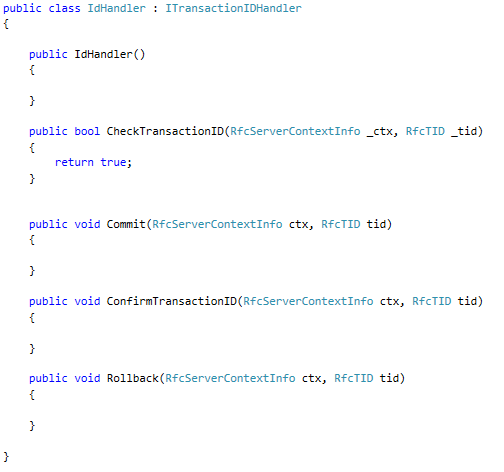 public class IdHandler : ITransactionIDHandler
{
public IdHandler()
{
}
public bool CheckTransactionID(RfcServerContextInfo _ctx, RfcTID _tid)
{
return true;
}
public void Commit(RfcServerContextInfo ctx, RfcTID tid)
{
}
public void ConfirmTransactionID(RfcServerContextInfo ctx, RfcTID tid)
{
}
public void Rollback(RfcServerContextInfo ctx, RfcTID tid)
{
}
}